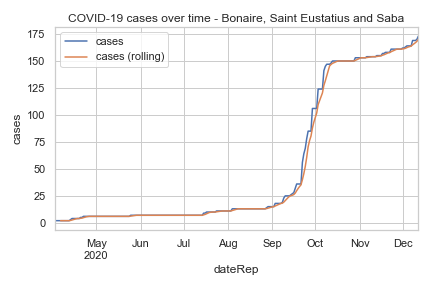 COVID-19 cases over time - Bonaire, Saint Eustatius and Saba
cases
cases (rolling)
175
150
125
100
75
50
25
0
cases
May Jun Jul Aug Sep Oct Nov Dec
2020
dateRep